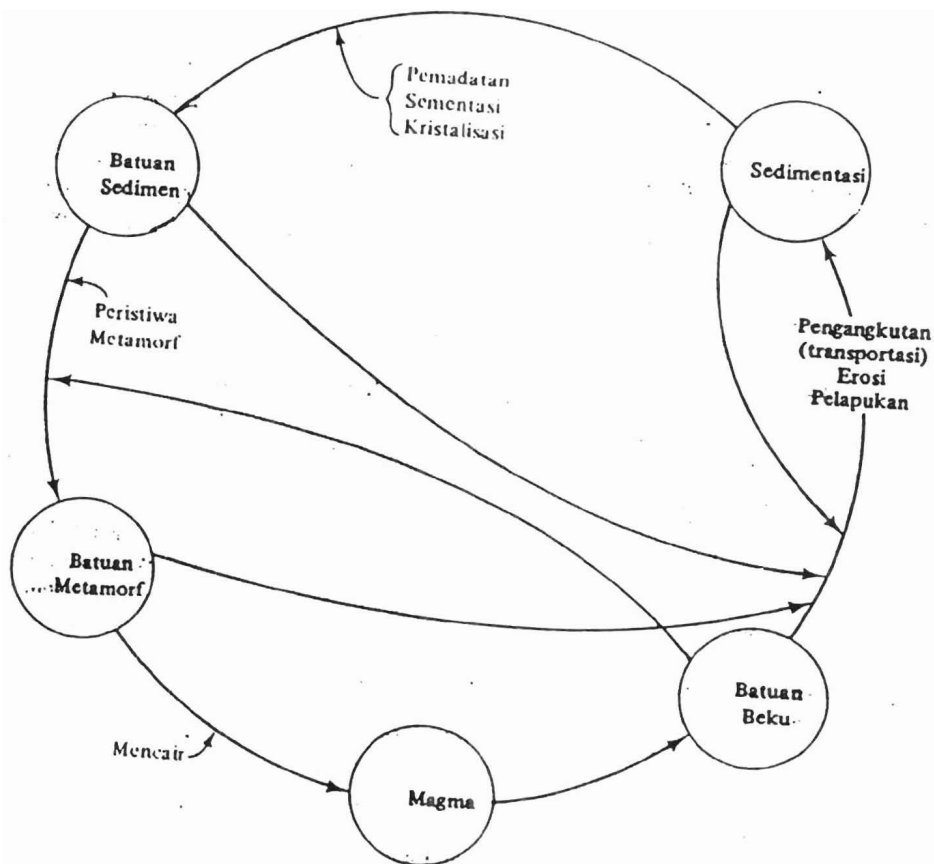 Pemadatan
Sementasi
Kristalisasi
Batuan
Sedimen
Sedimentasi
Peristiwa
Metamorf
Pengangkutan
(transportasi)
Erosi
Pelapukan
Batuan
Metamorf
Batuan
Beku
Mencair
Magma